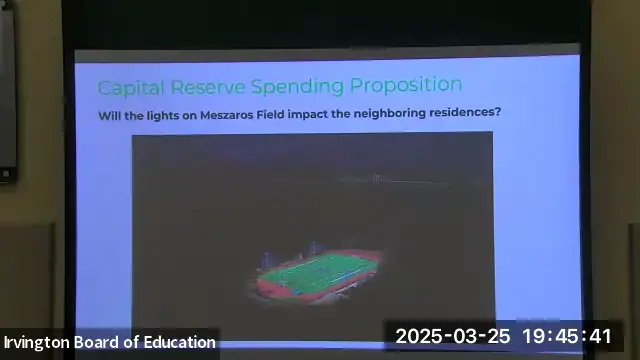 Capital Reserve Spending Proposition
Will the lights on Meszaros Field impact the neighboring residences?
Irvington Board of Education
2025-03-25 19:45:41